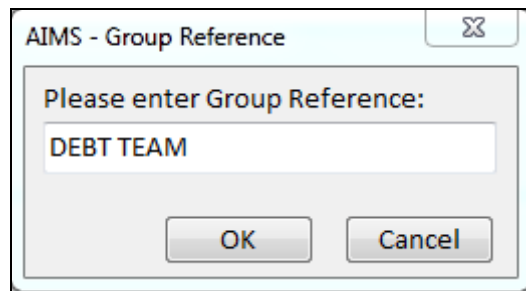 AIMS - Group Reference
Please enter Group Reference:
DEBT TEAM
OK Cancel